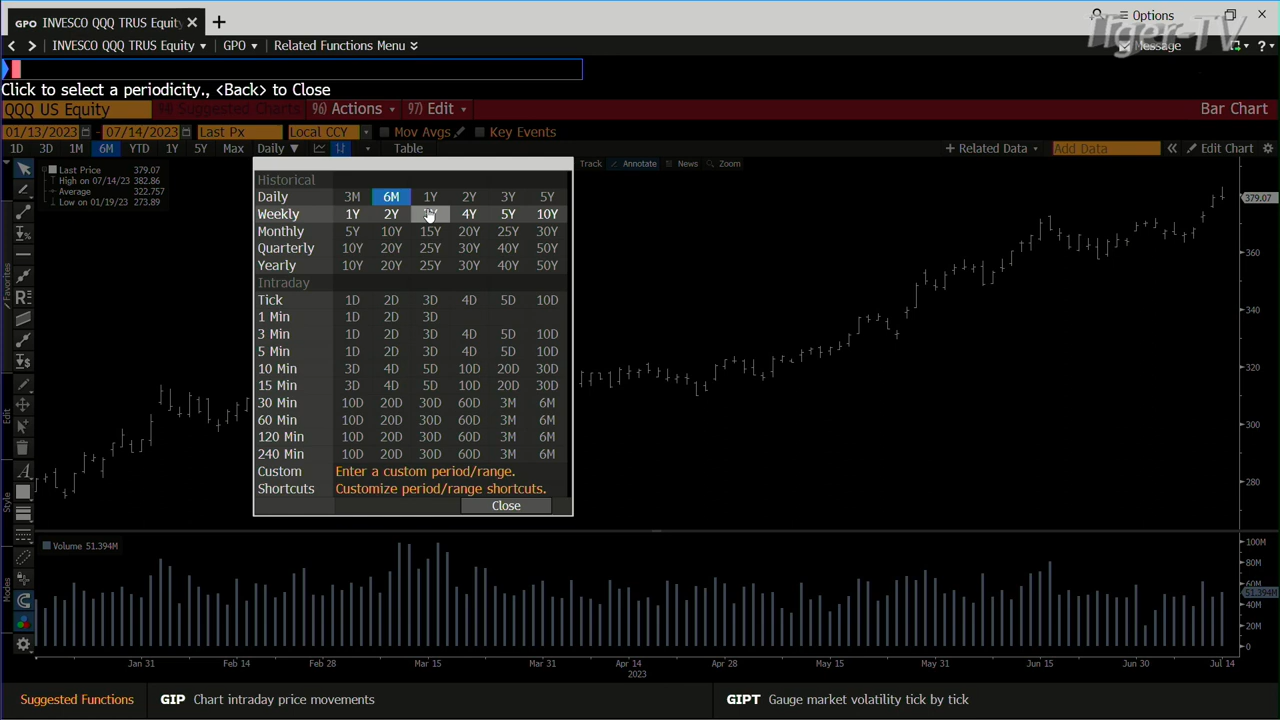 GPO INVESCO QQQ TRUS Equity × +
Options
Tiger-TV
< > INVESCO QQQ TRUS Equity GPO Related Functions Menu
Message ?
Click to select a periodicity., <Back> to Close
QQQ US Equity 98) Suggested Charts 96) Actions 97) Edit Bar Chart
01/13/2023 - 07/14/2023 Last Px Local CCY Mov Avgs Key Events
1D 3D 1M 6M YTD 1Y 5Y Max Daily ▼ Table + Related Data Add Data « Edit Chart
Track Annotate News Zoom
Last Price 379.07
High on 07/14/23 382.86
Average 322.757
Low on 01/19/23 273.89
Historical
Daily 3M 6M 1Y 2Y 3Y 5Y
Weekly 1Y 2Y 4Y 5Y 10Y
Monthly 5Y 10Y 15Y 20Y 25Y 30Y
Quarterly 10Y 20Y 25Y 30Y 40Y 50Y
Yearly 10Y 20Y 25Y 30Y 40Y 50Y
Intraday
Tick 1D 2D 3D 4D 5D 10D
1 Min 1D 2D 3D
3 Min 1D 2D 3D 4D 5D 10D
5 Min 1D 2D 3D 4D 5D 10D
10 Min 3D 4D 5D 10D 20D 30D
15 Min 3D 4D 5D 10D 20D 30D
30 Min 10D 20D 30D 60D 3M 6M
60 Min 10D 20D 30D 60D 3M 6M
120 Min 10D 20D 30D 60D 3M 6M
240 Min 10D 20D 30D 60D 3M 6M
Custom Enter a custom period/range.
Shortcuts Customize period/range shortcuts.
Close
379.07
360
340
320
300
280
Favorites
Edit
Style
Modes
Volume 51.394M
100M
80M
60M
51.394M
40M
20M
0
Jan 31 Feb 14 Feb 28 Mar 15 Mar 31 Apr 14 Apr 28 May 15 May 31 Jun 15 Jun 30 Jul 14
2023
Suggested Functions GIP Chart intraday price movements GIPT Gauge market volatility tick by tick